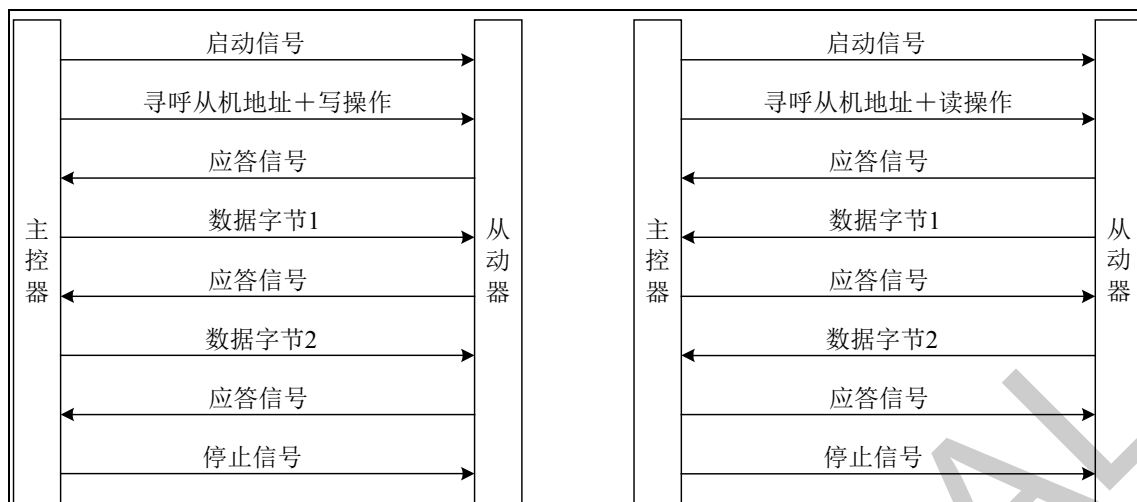 启动信号
寻呼从机地址＋写操作
应答信号
数据字节1
应答信号
数据字节2
应答信号
停止信号
主控器
从动器
启动信号
寻呼从机地址＋读操作
应答信号
数据字节1
应答信号
数据字节2
应答信号
停止信号
主控器
从动器
AL